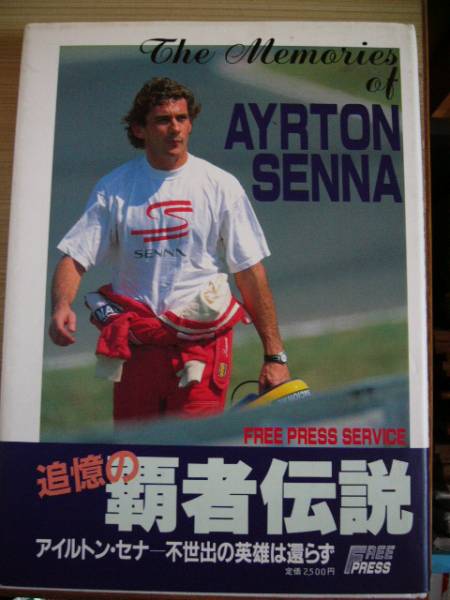 The Memories
of
AYRTON
SENNA
S
SENNA
FREE PRESS SERVICE
追憶の
覇者伝説
アイルトン・セナ—不世出の英雄は還らず
定価2,500円
FREE
PRESS